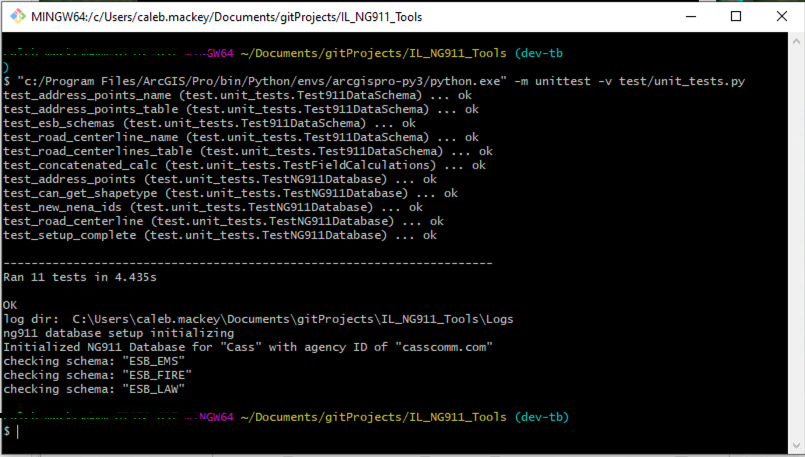 MINGW64:/c/Users/caleb.mackey/Documents/gitProjects/IL_NG911_Tools
GW64 ~/Documents/gitProjects/IL_NG911_Tools (dev-tb
)
$ "c:/Program Files/ArcGIS/Pro/bin/Python/envs/arcgispro-py3/python.exe" -m unittest -v test/unit_tests.py
test_address_points_name (test.unit_tests.Test911DataSchema) ... ok
test_address_points_table (test.unit_tests.Test911DataSchema) ... ok
test_esb_schemas (test.unit_tests.Test911DataSchema) ... ok
test_road_centerline_name (test.unit_tests.Test911DataSchema) ... ok
test_road_centerlines_table (test.unit_tests.Test911DataSchema) ... ok
test_concatenated_calc (test.unit_tests.TestFieldCalculations) ... ok
test_address_points (test.unit_tests.TestNG911Database) ... ok
test_can_get_shapetype (test.unit_tests.TestNG911Database) ... ok
test_new_nena_ids (test.unit_tests.TestNG911Database) ... ok
test_road_centerline (test.unit_tests.TestNG911Database) ... ok
test_setup_complete (test.unit_tests.TestNG911Database) ... ok
----------------------------------------------------------------------
Ran 11 tests in 4.435s
OK
log dir:  C:\Users\caleb.mackey\Documents\gitProjects\IL_NG911_Tools\Logs
ng911 database setup initializing
Initialized NG911 Database for "Cass" with agency ID of "casscomm.com"
checking schema: "ESB_EMS"
checking schema: "ESB_FIRE"
checking schema: "ESB_LAW"
NGW64 ~/Documents/gitProjects/IL_NG911_Tools (dev-tb)
$